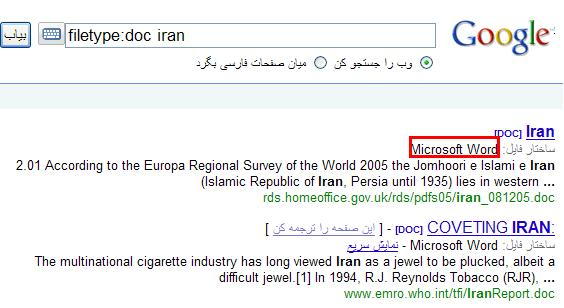 Google
filetype:doc iran
بیاب
وب را جستجو کن
میان صفحات فارسی بگرد
[DOC] Iran
ساختار فایل: Microsoft Word
2.01 According to the Europa Regional Survey of the World 2005 the Jomhoori e Islami e Iran
(Islamic Republic of Iran, Persia until 1935) lies in western ...
rds.homeoffice.gov.uk/rds/pdfs05/iran_081205.doc
[DOC] COVETING IRAN: - [ این صفحه را ترجمه کن ]
ساختار فایل: Microsoft Word - نمایش سریع
The multinational cigarette industry has long viewed Iran as a jewel to be plucked, albeit a
difficult jewel.[1] In 1994, R.J. Reynolds Tobacco (RJR), ...
www.emro.who.int/tfi/IranReport.doc